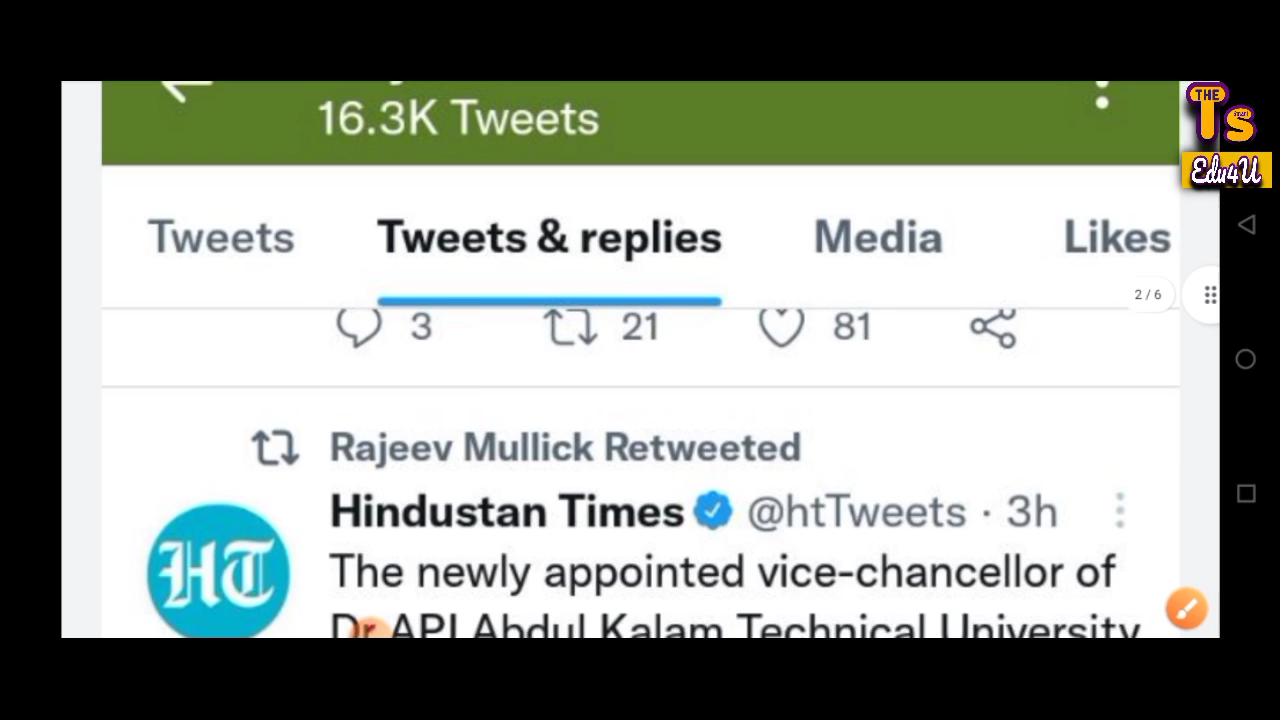 16.3K Tweets
Tweets Tweets & replies Media Likes
2/6
3 21 81
Rajeev Mullick Retweeted
Hindustan Times @htTweets · 3h
HT
The newly appointed vice-chancellor of
Dr APJ Abdul Kalam Technical University
THE
Ts
Smart
Edu4U